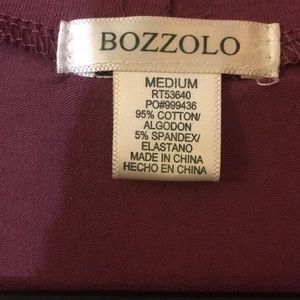 BOZZOLO
MEDIUM
RT53640
PO#999436
95% COTTON/
ALGODON
5% SPANDEX/
ELASTANO
MADE IN CHINA
HECHO EN CHINA